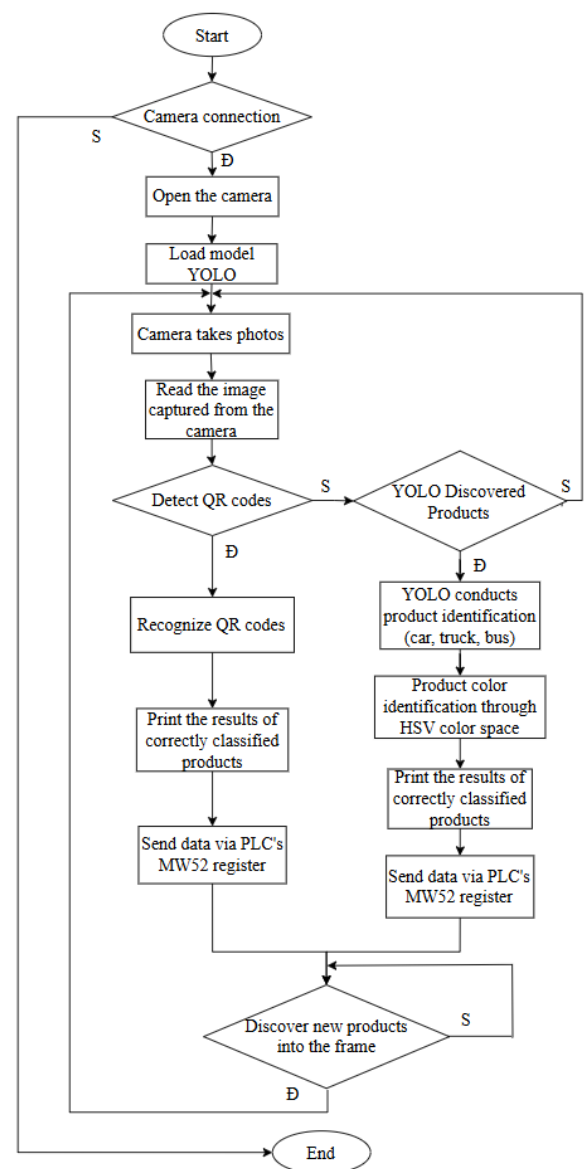 Start
Camera connection
S
Đ
Open the camera
Load model
YOLO
Camera takes photos
Read the image
captured from the
camera
Detect QR codes
S
YOLO Discovered
Products
S
Đ
Đ
YOLO conducts
product identification
(car, truck, bus)
Recognize QR codes
Product color
identification through
HSV color space
Print the results of
correctly classified
products
Print the results of
correctly classified
products
Send data via PLC's
MW52 register
Send data via PLC's
MW52 register
Discover new products
into the frame
S
Đ
End